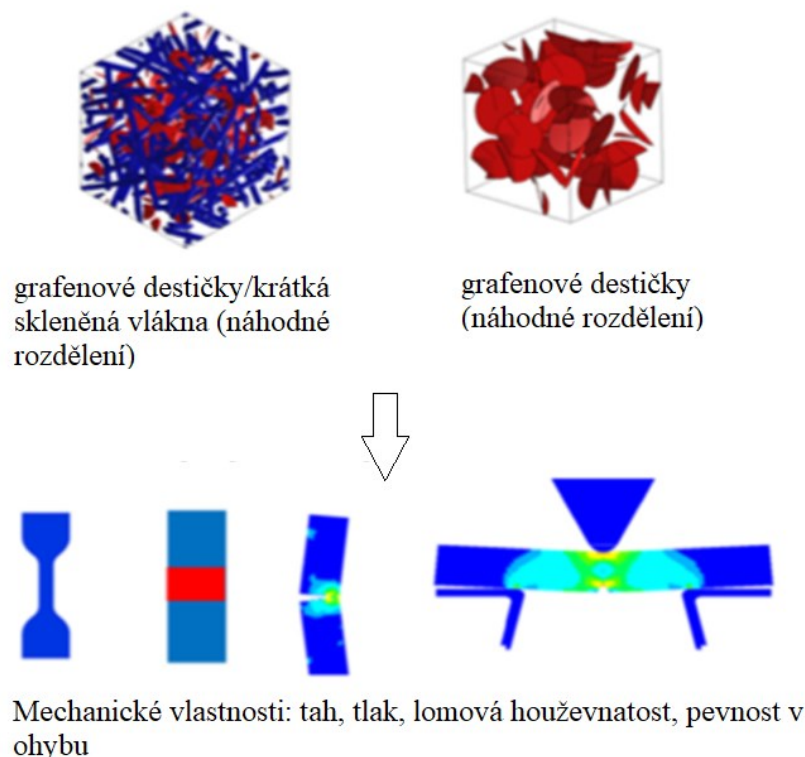 grafenové destičky/krátká
skleněná vlákna (náhodné
rozdělení)
grafenové destičky
(náhodné rozdělení)
Mechanické vlastnosti: tah, tlak, lomová houževnatost, pevnost v
ohybu